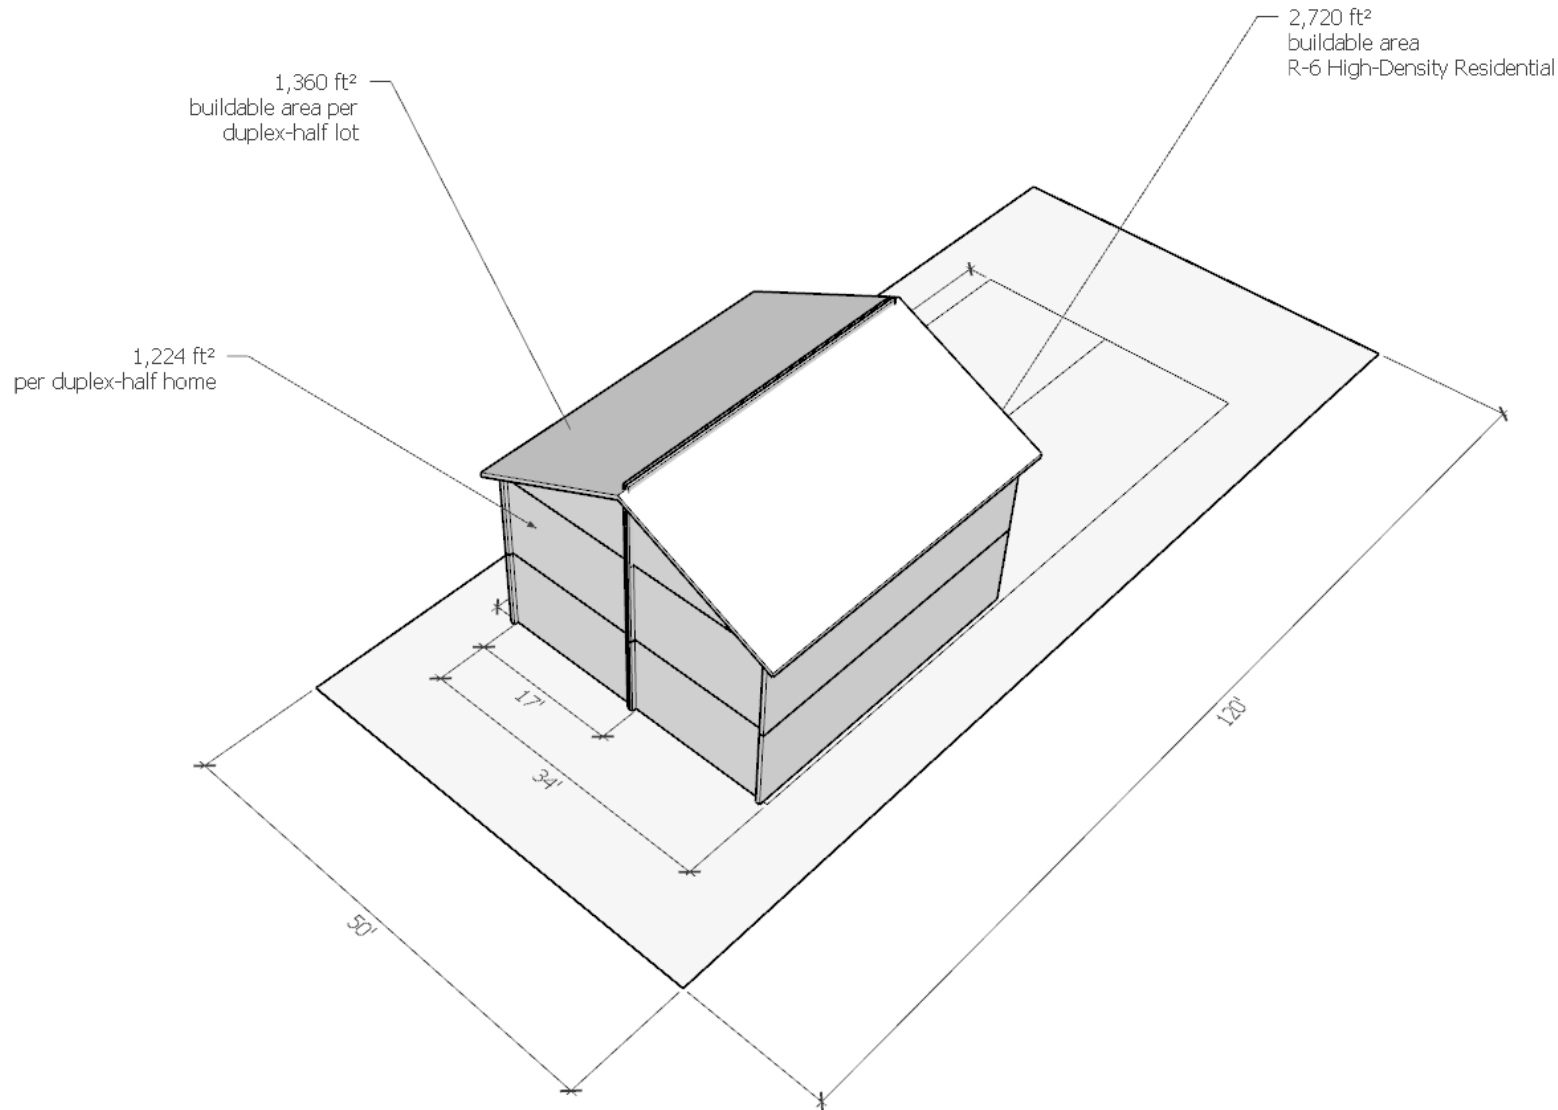 2,720 ft²
buildable area
R-6 High-Density Residential
1,360 ft²
buildable area per
duplex-half lot
1,224 ft²
per duplex-half home
17'
34'
50'
120'